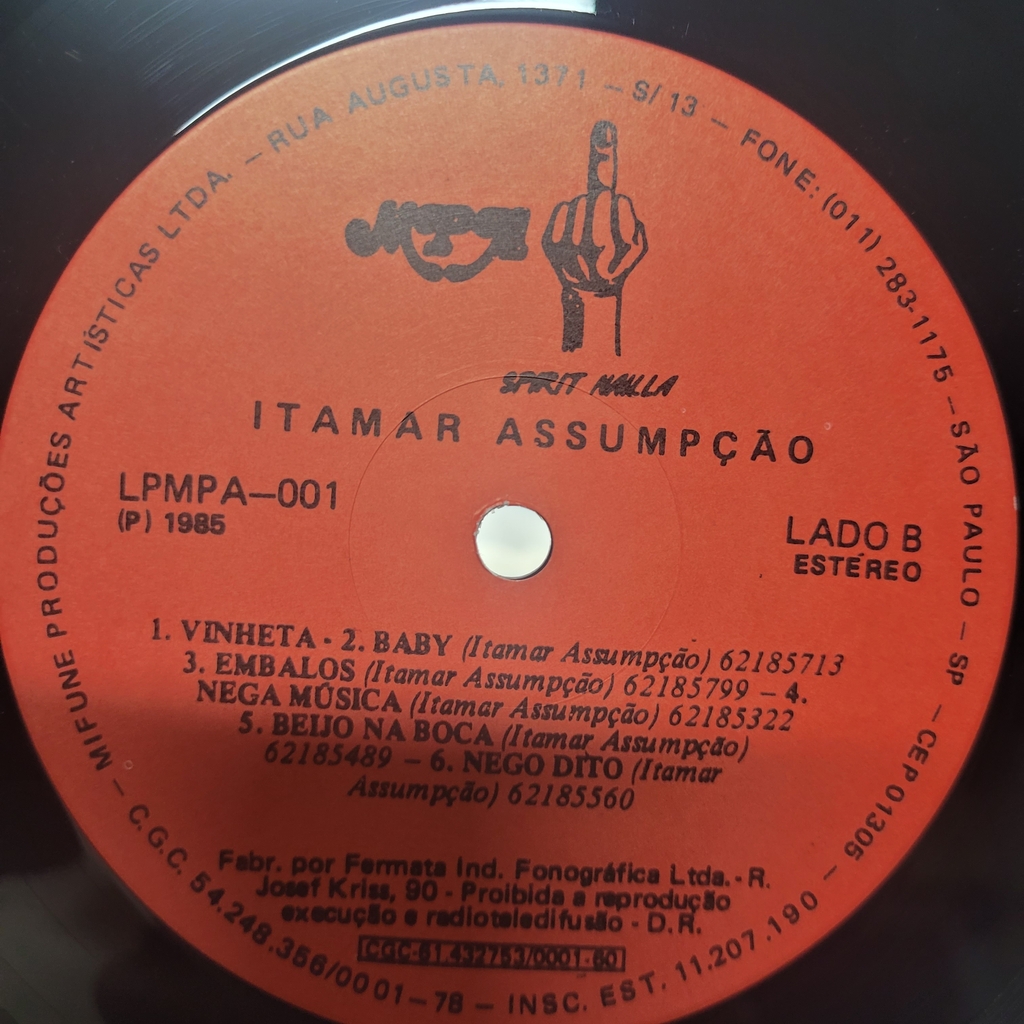 MIFUNE PRODUÇÕES ARTÍSTICAS LTDA. – RUA AUGUSTA, 1371 – S/ 13 – FONE: (011) 283-1175 – SÃO PAULO – SP – CEP 01305
SPIRIT
ITAMAR ASSUMPÇÃO
LPMPA–001
(P) 1985
LADO B
ESTÉREO
1. VINHETA - 2. BABY (Itamar Assumpção) 62185713
3. EMBALOS (Itamar Assumpção) 62185799 – 4.
NEGA MÚSICA (Itamar Assumpção) 62185322
5. BEIJO NA BOCA (Itamar Assumpção)
62185489 – 6. NEGO DITO (Itamar
Assumpção) 62185560
Fabr. por Fermata Ind. Fonográfica Ltda. - R.
Josef Kriss, 90 - Proibida a reprodução
execução e radioteledifusão - D.R.
CGC-61.432753/0001-60
– C.G.C. 54.248.356/0001–78 – INSC. EST. 11.207.190 –